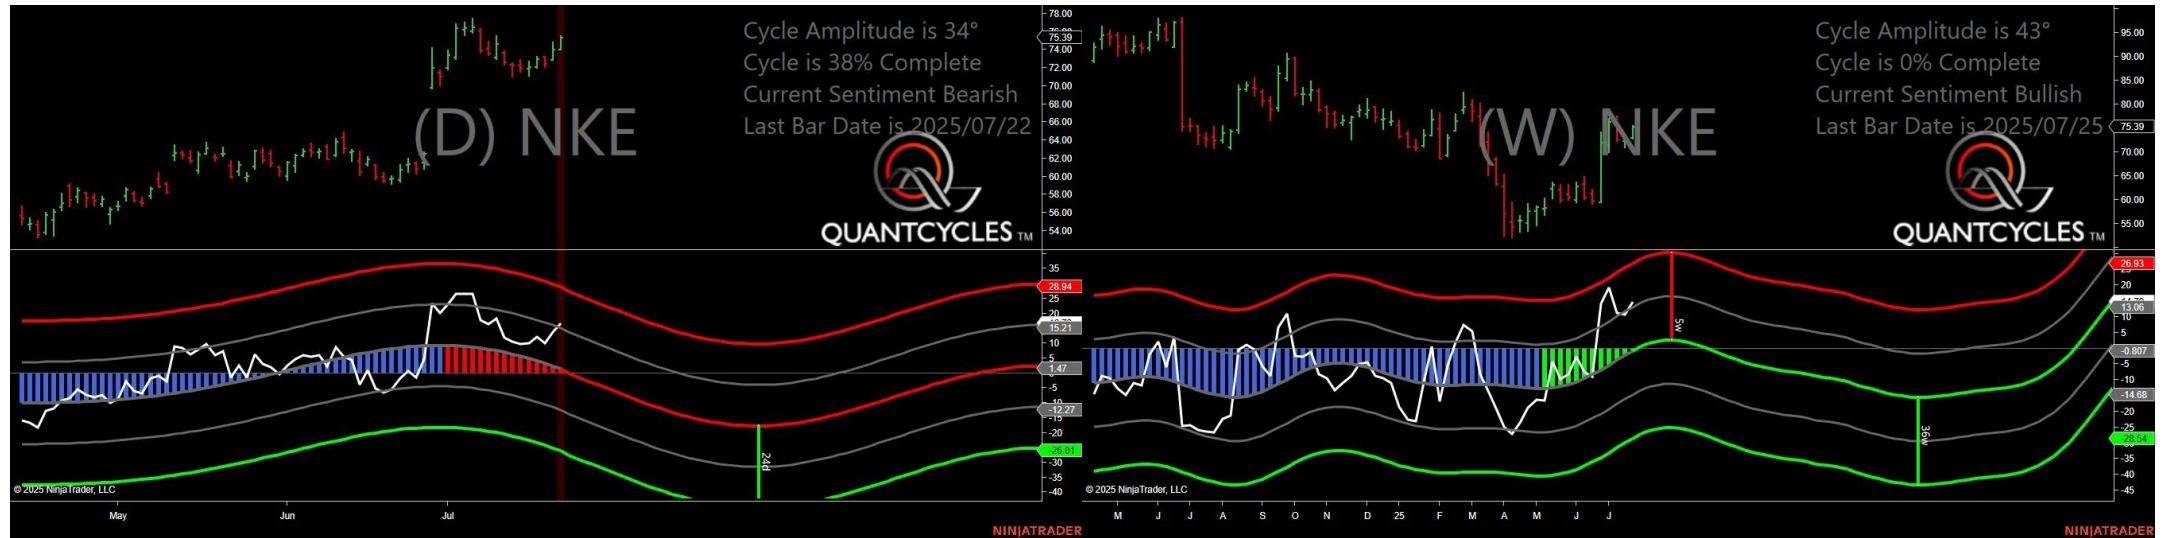 Cycle Amplitude is 34°
Cycle is 38% Complete
Current Sentiment Bearish
Last Bar Date is 2025/07/22
(D) NKE
QUANTCYCLES TM
78.00
75.39
74.00
72.00
70.00
68.00
66.00
64.00
62.00
60.00
58.00
56.00
54.00
35
28.94
25
20
15.21
10
5
1.47
-5
-10
-12.27
-15
-20
-26.01
-30
-35
-40
24d
© 2025 NinjaTrader, LLC
May
Jun
Jul
NINJATRADER
Cycle Amplitude is 43°
Cycle is 0% Complete
Current Sentiment Bullish
Last Bar Date is 2025/07/25
(W) NKE
QUANTCYCLES TM
95.00
90.00
85.00
80.00
75.39
70.00
65.00
60.00
55.00
26.93
13.06
10
5
-0.807
-5
-10
-14.68
-20
-25
-28.54
-35
-40
-45
5w
36w
© 2025 NinjaTrader, LLC
M J J A S O N D 25 F M A M J J
NINJATRADER